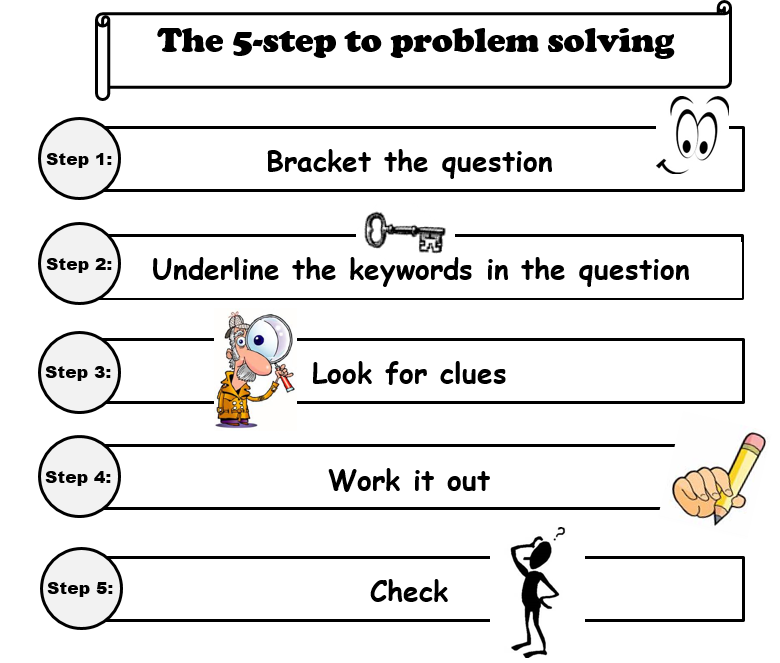 The 5-step to problem solving
Step 1:
Bracket the question
Step 2:
Underline the keywords in the question
Step 3:
Look for clues
Step 4:
Work it out
?
Step 5:
Check